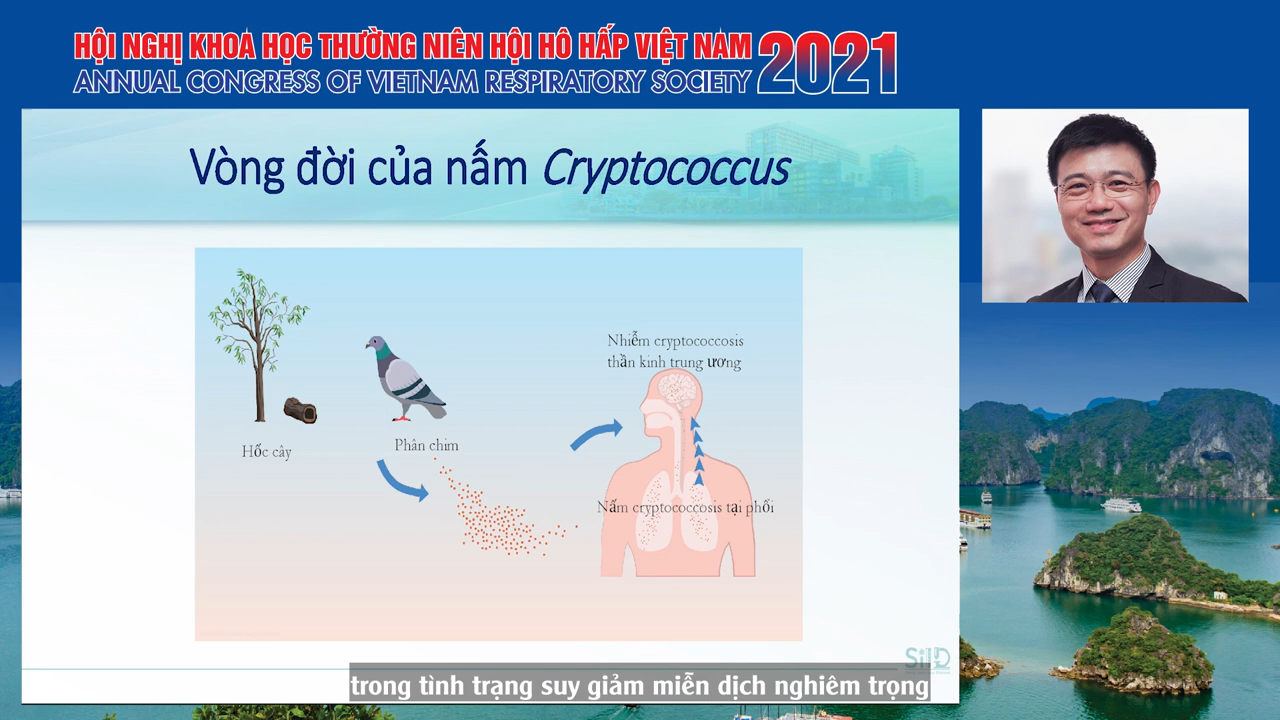 HỘI NGHỊ KHOA HỌC THƯỜNG NIÊN HỘI HÔ HẤP VIỆT NAM 2021
ANNUAL CONGRESS OF VIETNAM RESPIRATORY SOCIETY
Vòng đời của nấm Cryptococcus
Nhiễm cryptococcosis
thần kinh trung ương
Hốc cây
Phân chim
Nấm cryptococcosis tại phổi
trong tình trạng suy giảm miễn dịch nghiêm trọng